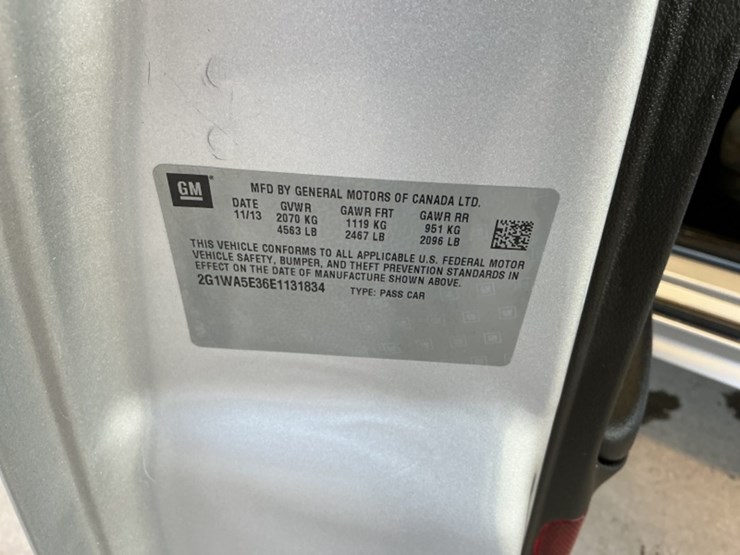 GM
MFD BY GENERAL MOTORS OF CANADA LTD.
DATE GVWR GAWR FRT GAWR RR
11/13 2070 KG 1119 KG 951 KG
4563 LB 2467 LB 2096 LB
THIS VEHICLE CONFORMS TO ALL APPLICABLE U.S. FEDERAL MOTOR
VEHICLE SAFETY, BUMPER, AND THEFT PREVENTION STANDARDS IN
EFFECT ON THE DATE OF MANUFACTURE SHOWN ABOVE.
2G1WA5E36E1131834 TYPE: PASS CAR